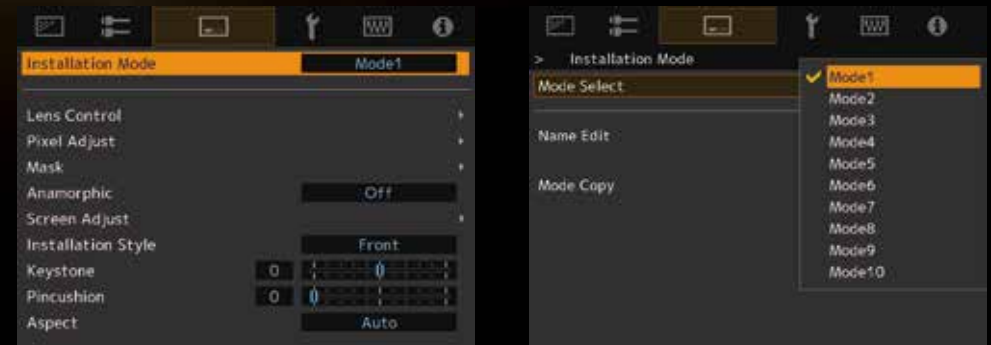 Installation Mode Mode1
Lens Control
Pixel Adjust
Mask
Anamorphic Off
Screen Adjust
Installation Style Front
Keystone 0 0
Pincushion 0 0
Aspect Auto
> Installation Mode
Mode Select
Name Edit
Mode Copy
Mode1
Mode2
Mode3
Mode4
Mode5
Mode6
Mode7
Mode8
Mode9
Mode10